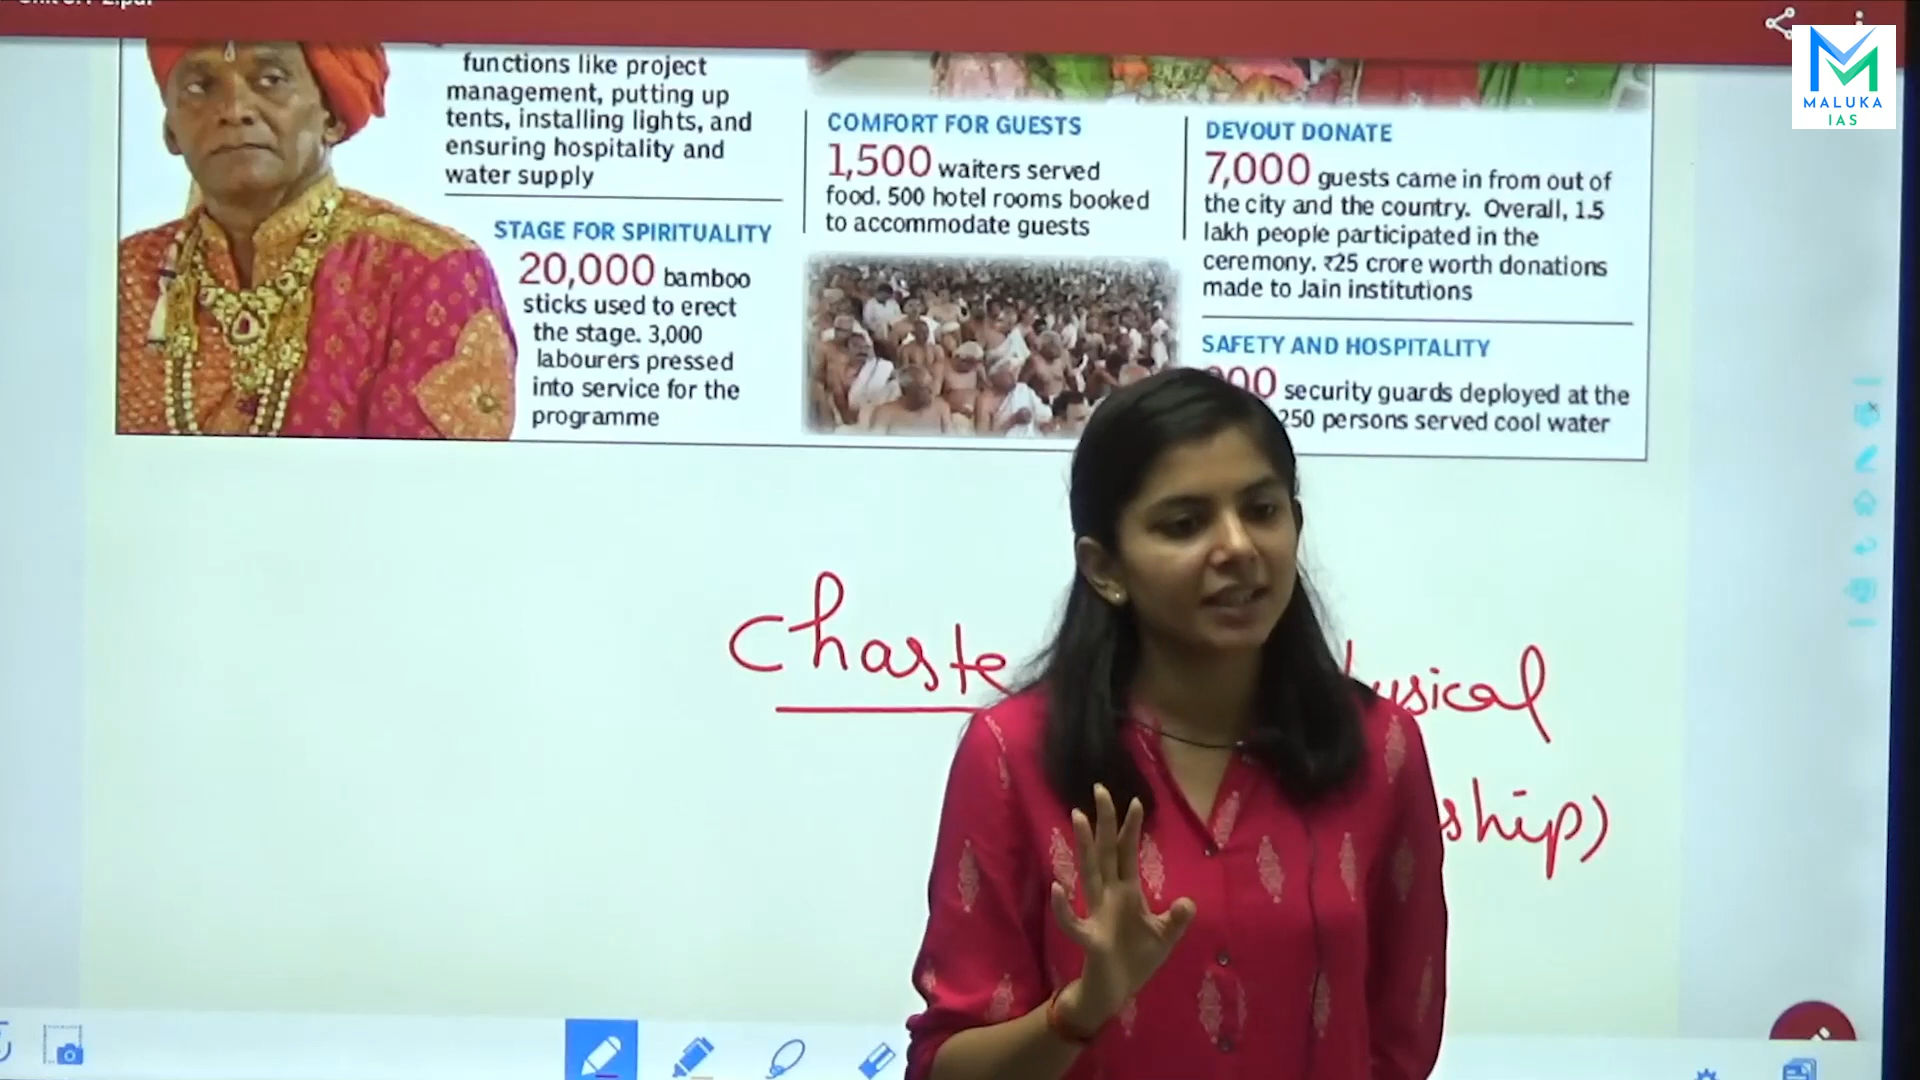 functions like project
management, putting up
tents, installing lights, and
ensuring hospitality and
water supply
STAGE FOR SPIRITUALITY
20,000 bamboo
sticks used to erect
the stage. 3,000
labourers pressed
into service for the
programme
COMFORT FOR GUESTS
1,500 waiters served
food. 500 hotel rooms booked
to accommodate guests
DEVOUT DONATE
7,000 guests came in from out of
the city and the country. Overall, 1.5
lakh people participated in the
ceremony. ₹25 crore worth donations
made to Jain institutions
SAFETY AND HOSPITALITY
security guards deployed at the
250 persons served cool water
MALUKA
IAS